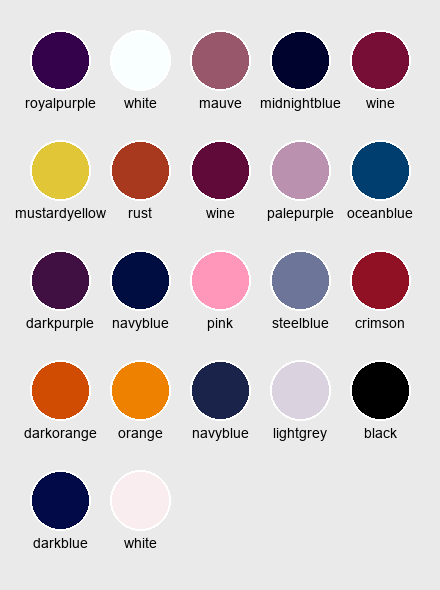 royalpurple white mauve midnightblue wine
mustardyellow rust wine palepurple oceanblue
darkpurple navyblue pink steelblue crimson
darkorange orange navyblue lightgrey black
darkblue white